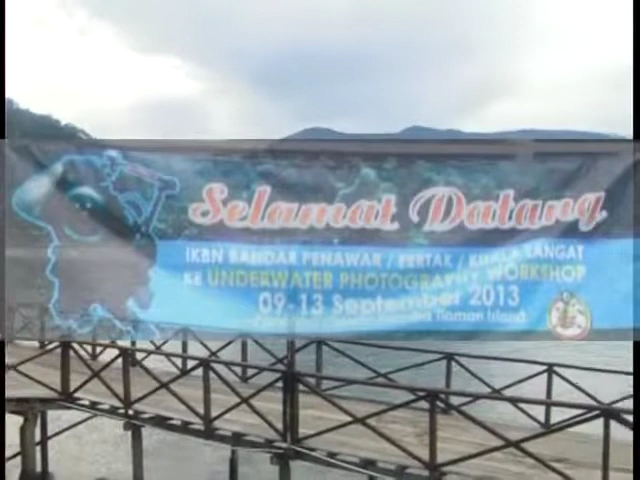 Selamat Datang
IKBN BANDAR PENAWAR / PERTAK / KUALA LANGAT
KE UNDERWATER PHOTOGRAPHY WORKSHOP
09-13 September 2013
Tioman Island